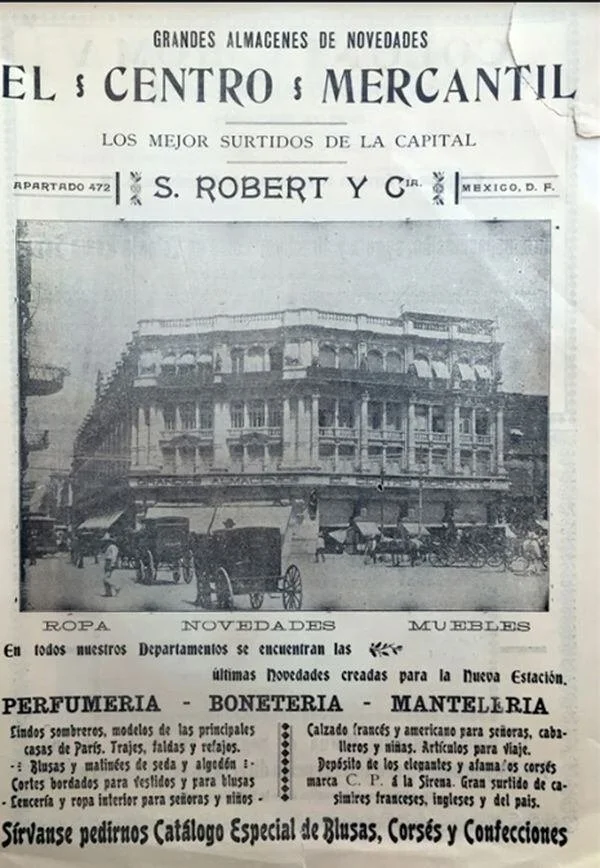 GRANDES ALMACENES DE NOVEDADES
EL CENTRO MERCANTIL
LOS MEJOR SURTIDOS DE LA CAPITAL
APARTADO 472
S. ROBERT Y CIA.
MEXICO, D. F.
GRANDES ALMACENES
ROPA NOVEDADES MUEBLES
En todos nuestros Departamentos se encuentran las
últimas Novedades creadas para la Nueva Estación.
PERFUMERIA - BONETERIA - MANTELERIA
Lindos sombreros, modelos de las principales
casas de París. Trajes, faldas y refajos.
Blusas y matinées de seda y algodón
Cortes bordados para vestidos y para blusas
- Lencería y ropa interior para señoras y niños -
Calzado francés y americano para señoras, caba-
lleros y niñas. Artículos para viaje.
Depósito de los elegantes y afamados corsés
marca C. P. á la Sirena. Gran surtido de ca-
simires franceses, ingleses y del pais.
Sírvanse pedirnos Catálogo Especial de Blusas, Corsés y Confecciones